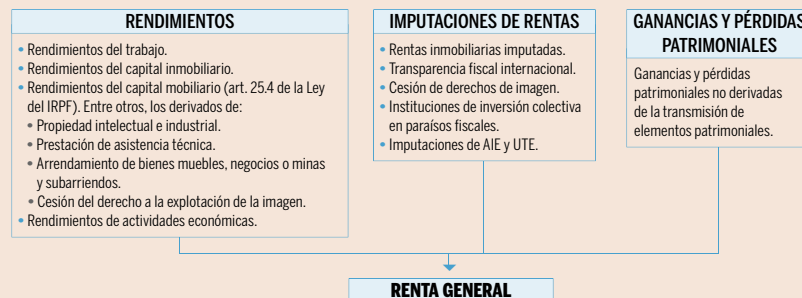 RENDIMIENTOS
• Rendimientos del trabajo.
• Rendimientos del capital inmobiliario.
• Rendimientos del capital mobiliario (art. 25.4 de la Ley
del IRPF). Entre otros, los derivados de:
• Propiedad intelectual e industrial.
• Prestación de asistencia técnica.
• Arrendamiento de bienes muebles, negocios o minas
y subarriendos.
• Cesión del derecho a la explotación de la imagen.
• Rendimientos de actividades económicas.
IMPUTACIONES DE RENTAS
• Rentas inmobiliarias imputadas.
• Transparencia fiscal internacional.
• Cesión de derechos de imagen.
• Instituciones de inversión colectiva
en paraísos fiscales.
• Imputaciones de AIE y UTE.
GANANCIAS Y PÉRDIDAS
PATRIMONIALES
Ganancias y pérdidas
patrimoniales no derivadas
de la transmisión de
elementos patrimoniales.
RENTA GENERAL